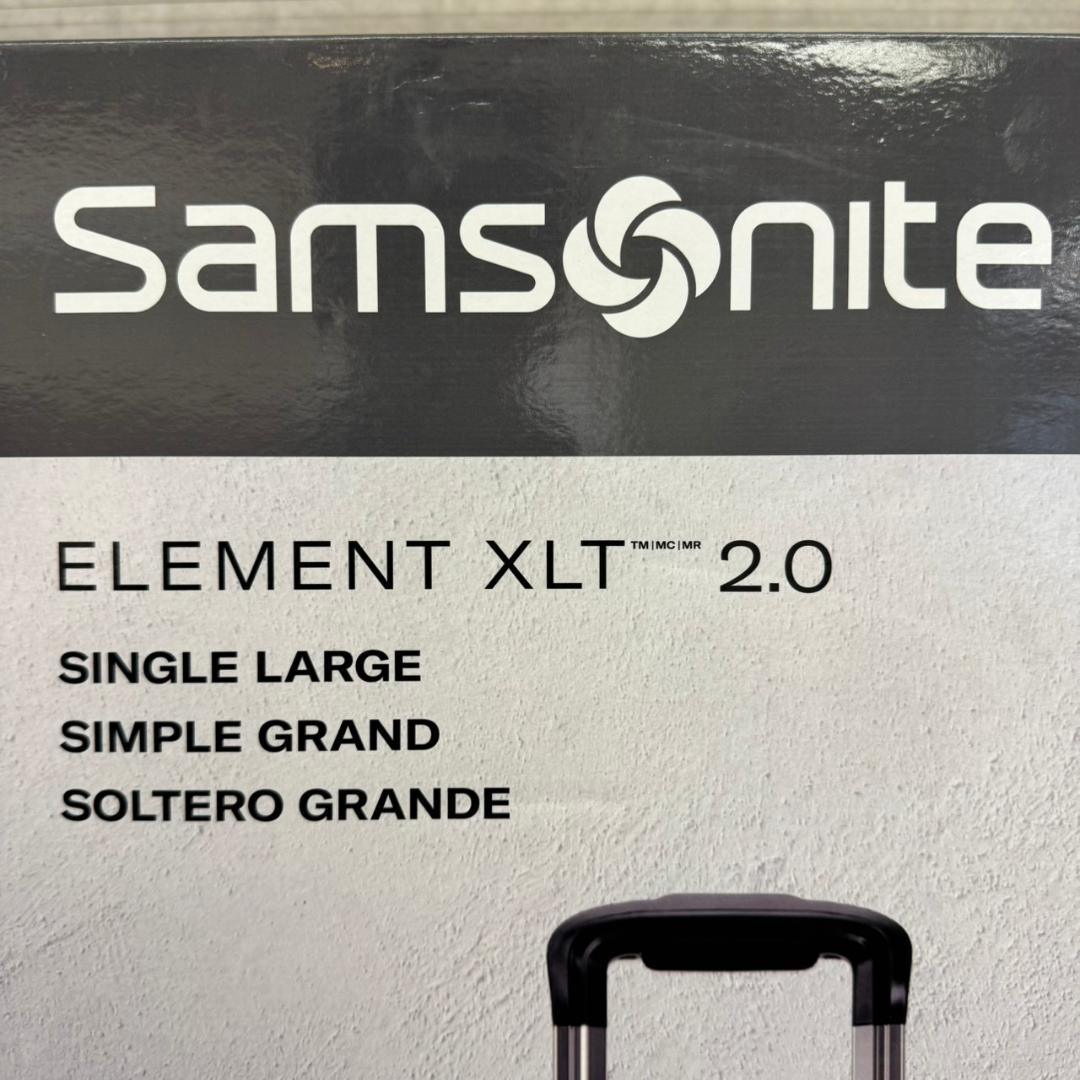 Samsonite
ELEMENT XLT™|MC|MR 2.0
SINGLE LARGE
SIMPLE GRAND
SOLTERO GRANDE